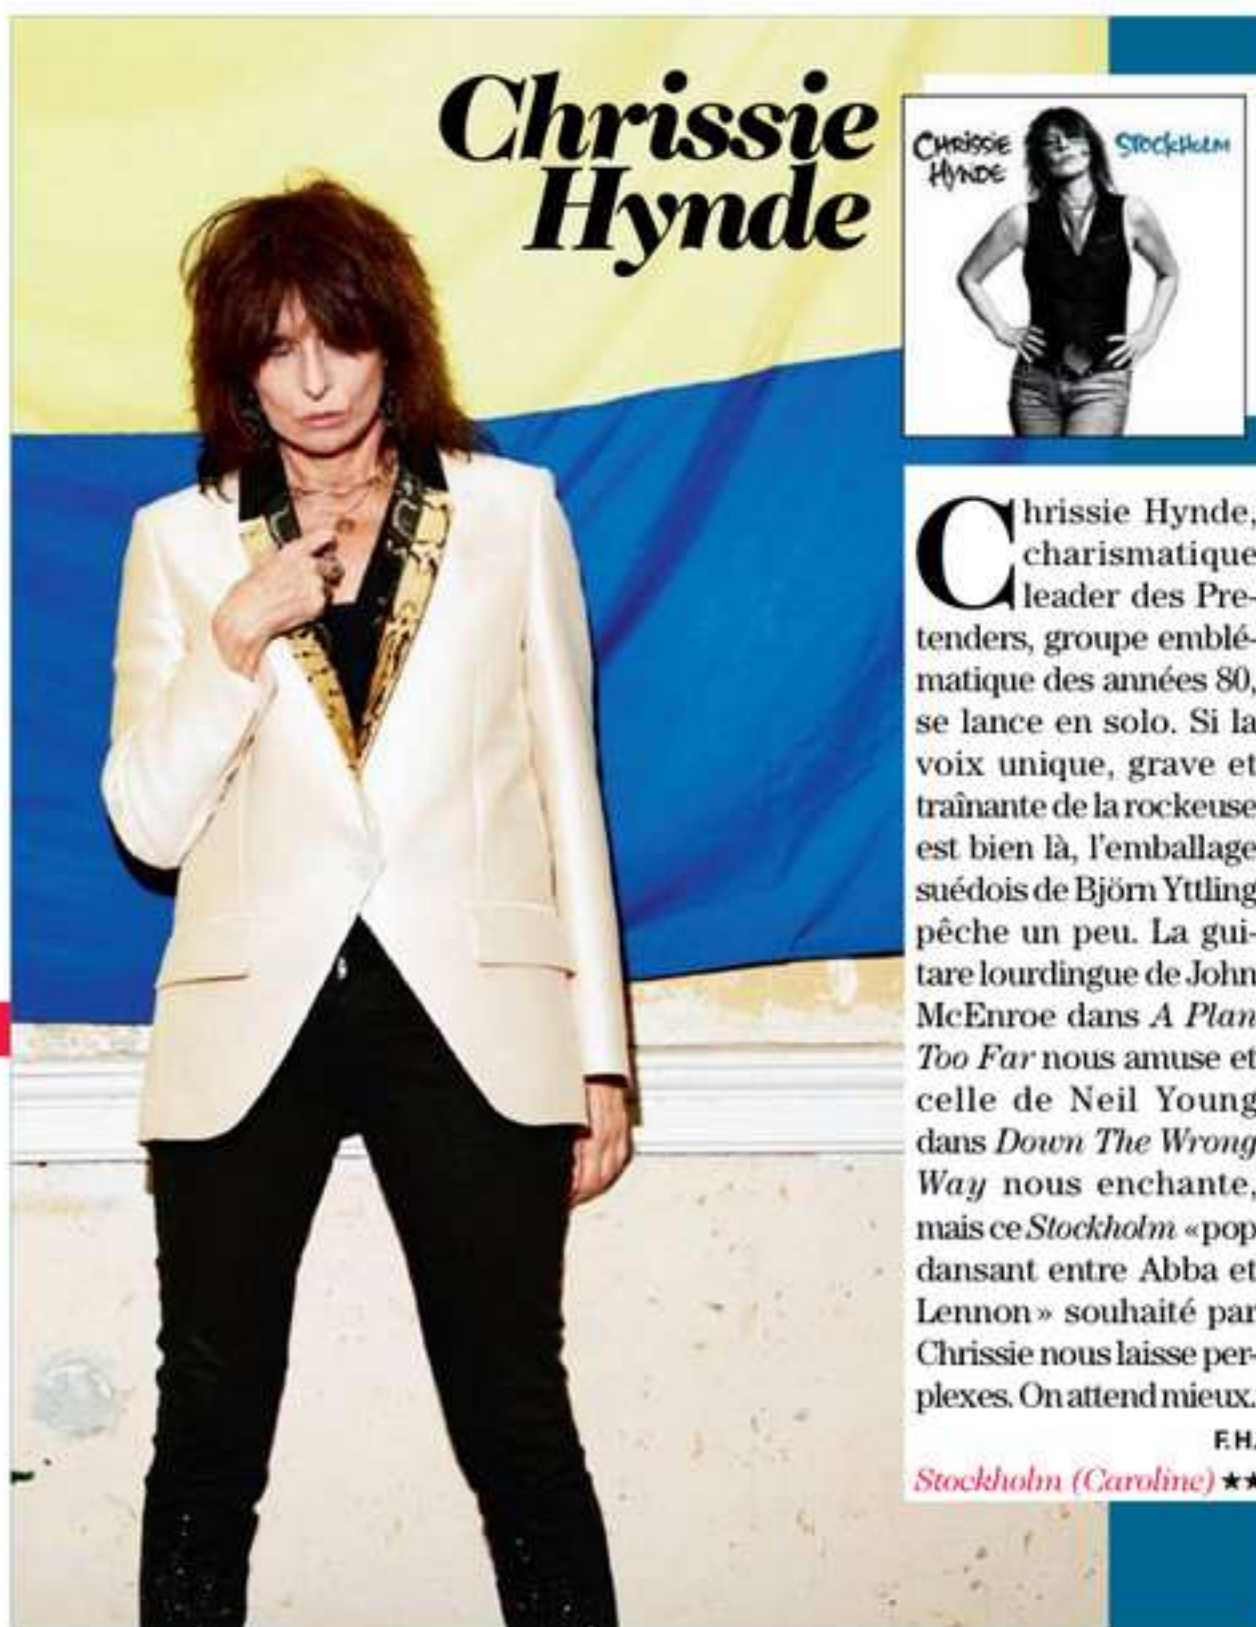 Chrissie
Hynde
CHRISSIE
HYNDE
STOCKHOLM
Chrissie Hynde,
charismatique
leader des Pre-
tenders, groupe emblé-
matique des années 80,
se lance en solo. Si la
voix unique, grave et
traînante de la rockeuse
est bien là, l'emballage
suédois de Björn Yttling
pêche un peu. La gui-
tare lourdingue de John
McEnroe dans A Plan
Too Far nous amuse et
celle de Neil Young
dans Down The Wrong
Way nous enchante,
mais ce Stockholm «pop
dansant entre Abba et
Lennon» souhaité par
Chrissie nous laisse per-
plexes. On attend mieux.
F.H.
Stockholm (Caroline) ★★